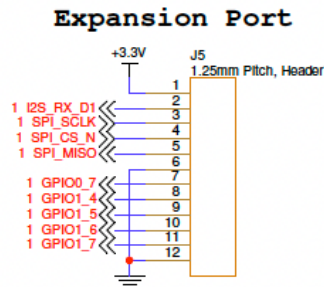 Expansion Port
+3.3V
J5
1.25mm Pitch, Header
1
1 I2S_RX_D1 2
1 SPI_SCLK 3
1 SPI_CS_N 4
1 SPI_MISO 5
6
1 GPIO0_7 7
1 GPIO1_4 8
1 GPIO1_5 9
1 GPIO1_6 10
1 GPIO1_7 11
12